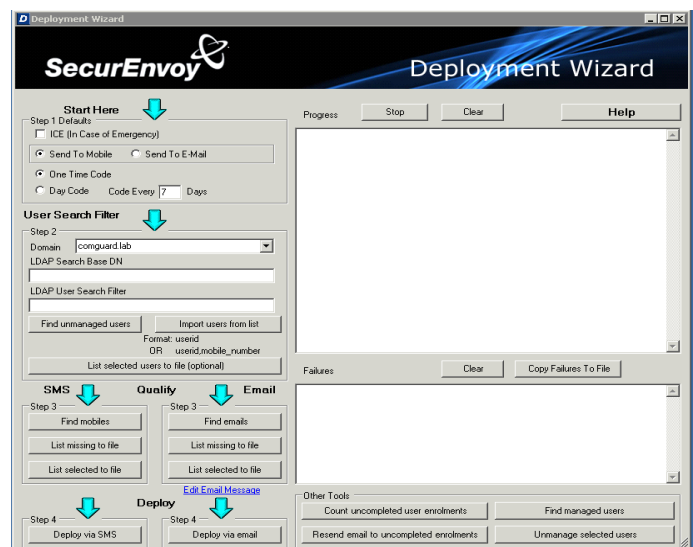 Deployment Wizard
SecurEnvoy
Deployment Wizard
Start Here
Step 1 Defaults
ICE (In Case of Emergency)
Send To Mobile Send To E-Mail
One Time Code
Day Code Code Every 7 Days
User Search Filter
Step 2
Domain comguard.lab
LDAP Search Base DN
LDAP User Search Filter
Find unmanaged users Import users from list
Format: userid
OR userid,mobile_number
List selected users to file (optional)
SMS Qualify Email
Step 3
Find mobiles
List missing to file
List selected to file
Step 3
Find emails
List missing to file
List selected to file
Edit Email Message
Deploy
Step 4
Deploy via SMS
Step 4
Deploy via email
Progress Stop Clear Help
Failures Clear Copy Failures To File
Other Tools
Count uncompleted user enrolments Find managed users
Resend email to uncompleted enrolments Unmanage selected users